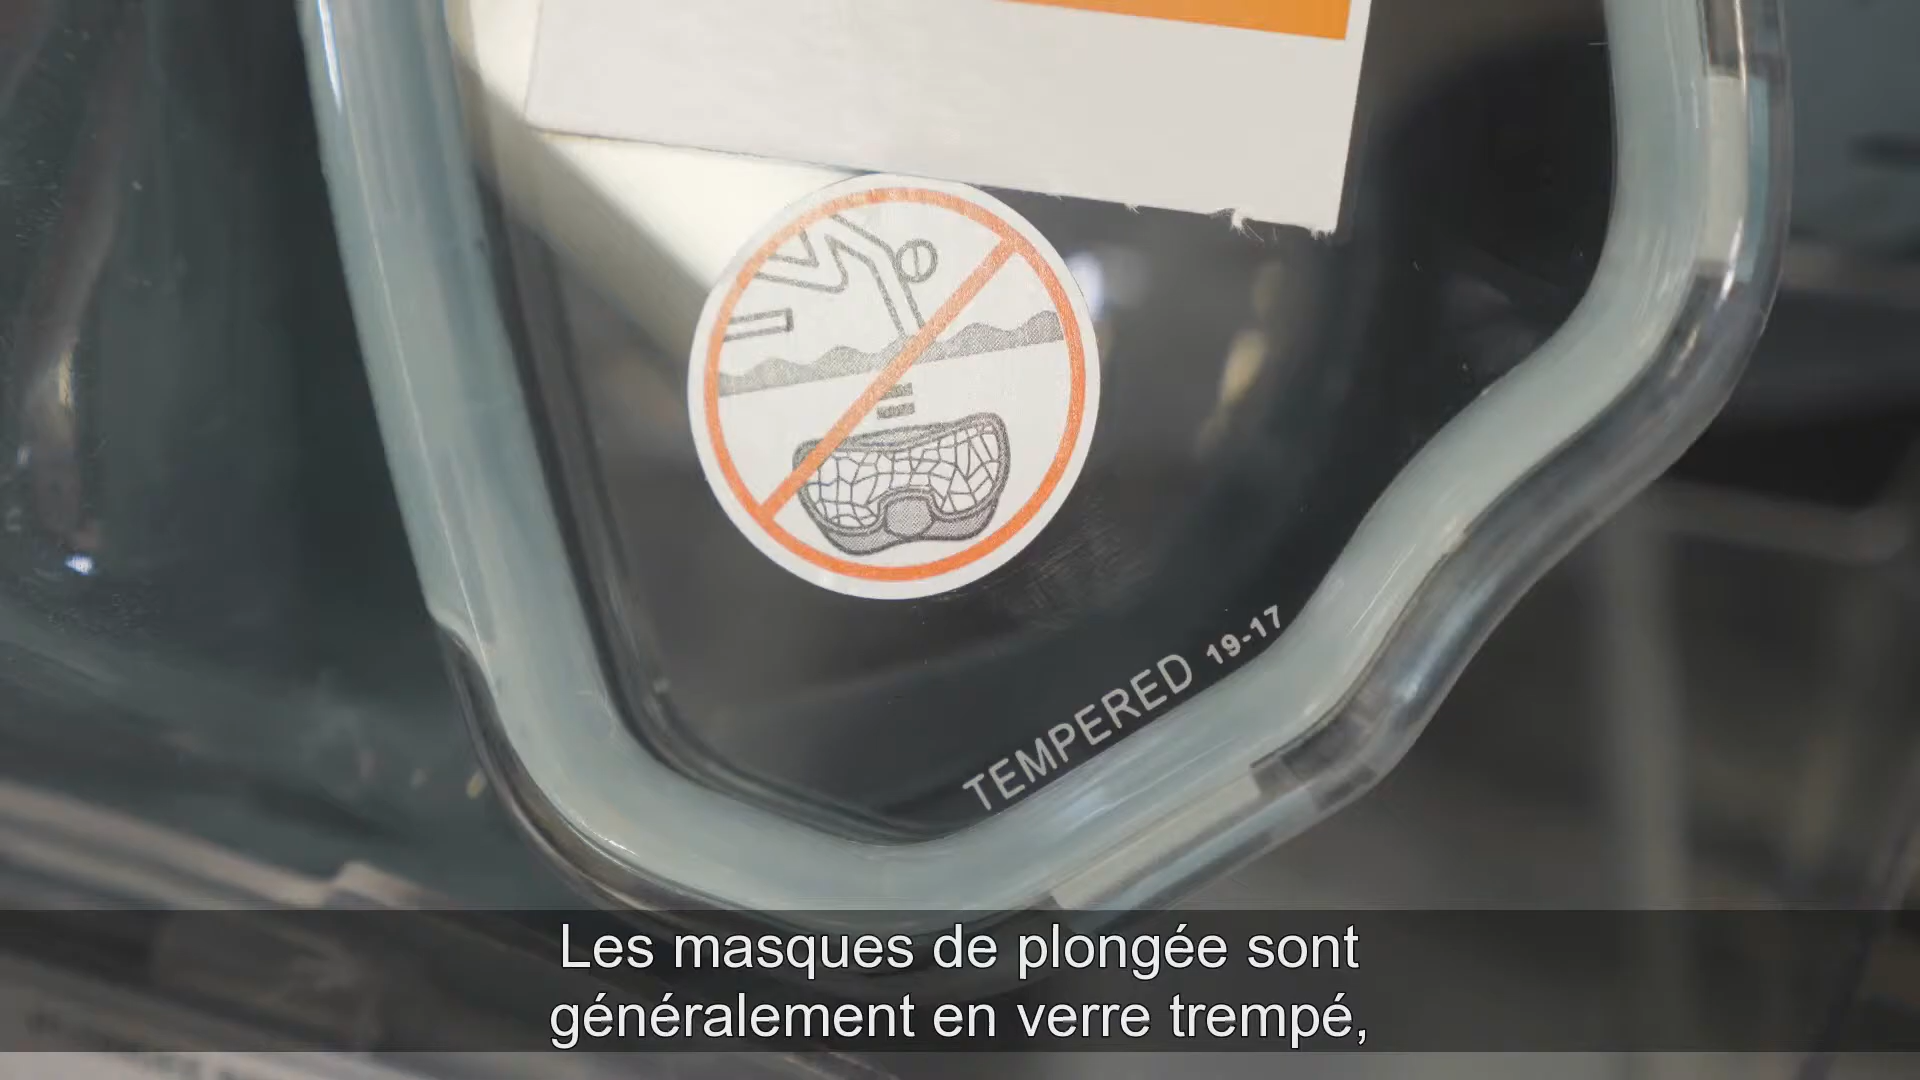 TEMPERED 19-17
Les masques de plongée sont
généralement en verre trempé,